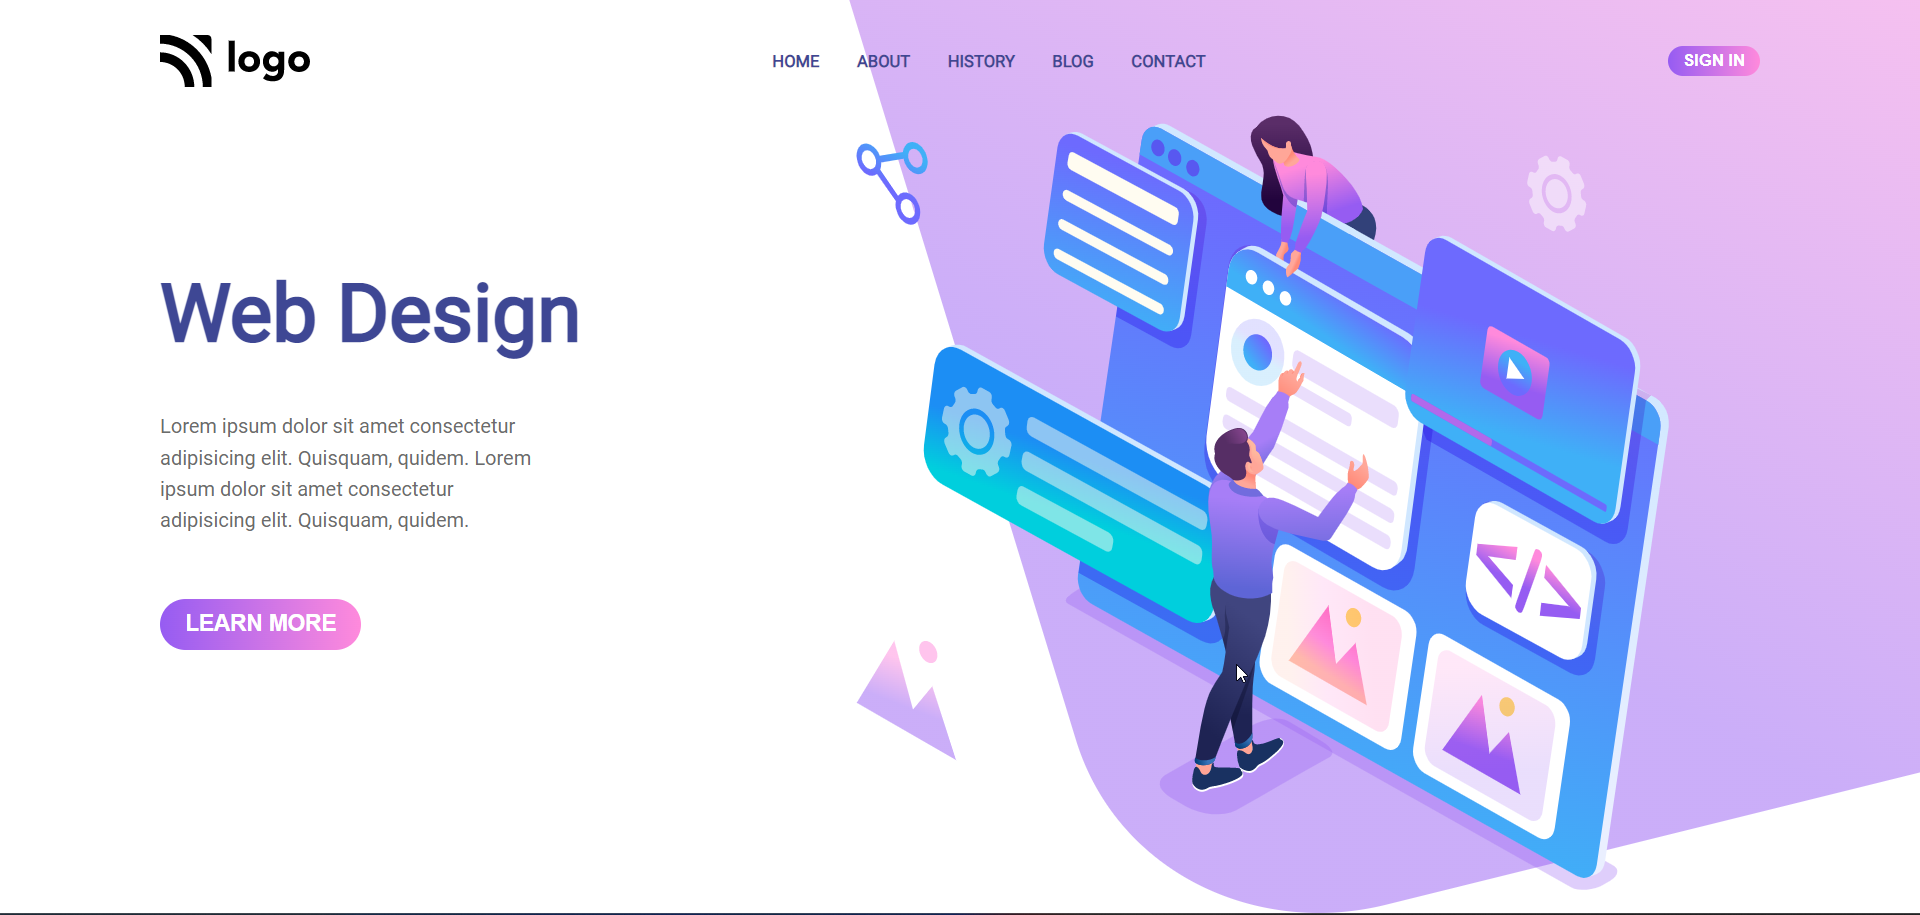 logo
HOME ABOUT HISTORY BLOG CONTACT
SIGN IN
Web Design
Lorem ipsum dolor sit amet consectetur
adipisicing elit. Quisquam, quidem. Lorem
ipsum dolor sit amet consectetur
adipisicing elit. Quisquam, quidem.
LEARN MORE
</>